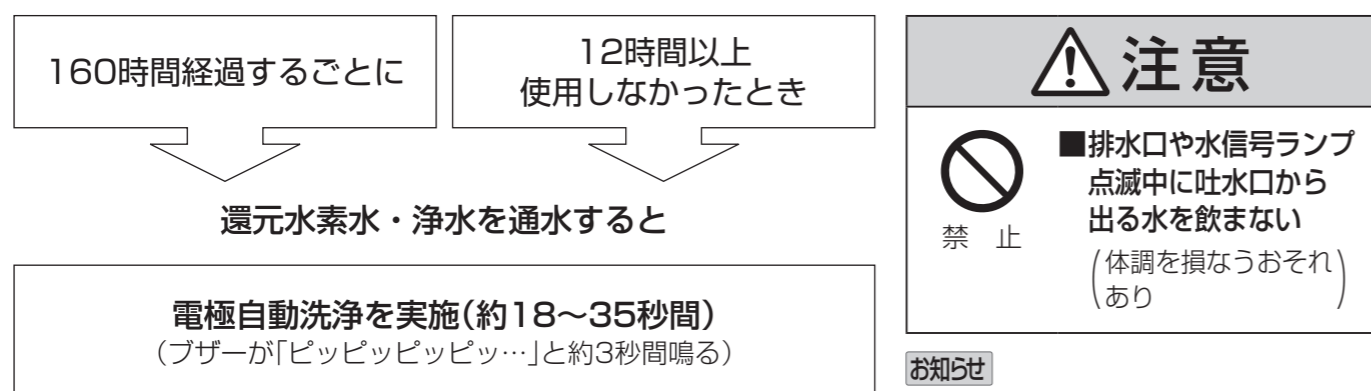 160時間経過するごとに
12時間以上
使用しなかったとき
還元水素水・浄水を通水すると
電極自動洗浄を実施(約18～35秒間)
(ブザーが「ピッピッピッピッ…」と約3秒間鳴る)
注意
禁 止
■排水口や水信号ランプ
点滅中に吐水口から
出る水を飲まない
(体調を損なうおそれ
あり)
お知らせ